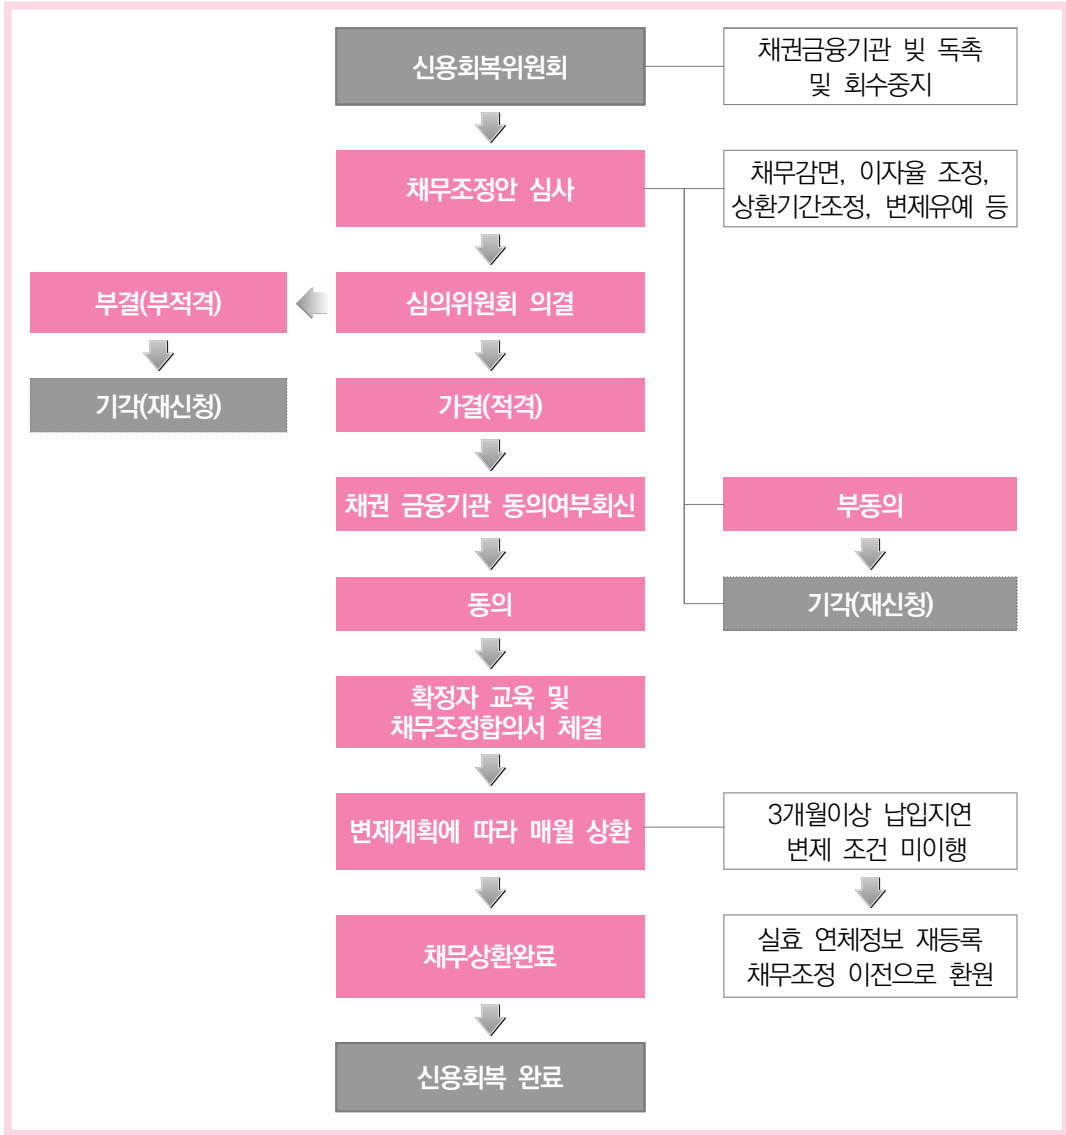 신용회복위원회
채권금융기관 빚 독촉
및 회수중지
채무조정안 심사
채무감면, 이자율 조정,
상환기간조정, 변제유예 등
부결(부적격)
심의위원회 의결
기각(재신청)
가결(적격)
채권 금융기관 동의여부회신
부동의
동의
기각(재신청)
확정자 교육 및
채무조정합의서 체결
변제계획에 따라 매월 상환
3개월이상 납입지연
변제 조건 미이행
채무상환완료
실효 연체정보 재등록
채무조정 이전으로 환원
신용회복 완료